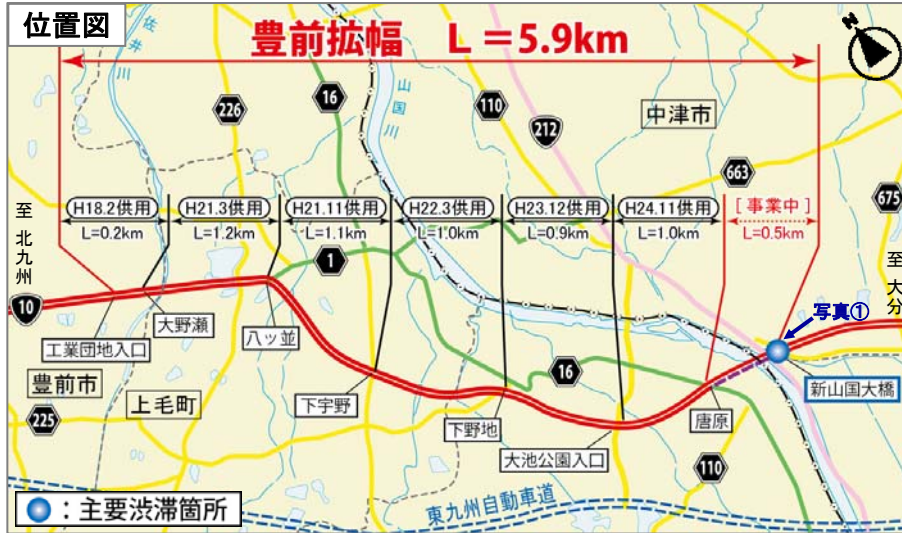 位置図
豊前拡幅 L=5.9km
N
佐井川
226
16
山国川
110
212
中津市
663
675
H18.2供用
L=0.2km
H21.3供用
L=1.2km
H21.11供用
L=1.1km
H22.3供用
L=1.0km
H23.12供用
L=0.9km
H24.11供用
L=1.0km
[事業中]
L=0.5km
至 北九州
至 大分
1
10
写真①
大野瀬
工業団地入口
八ッ並
豊前市
上毛町
225
下宇野
下野地
16
大池公園入口
唐原
新山国大橋
110
東九州自動車道
:主要渋滞箇所